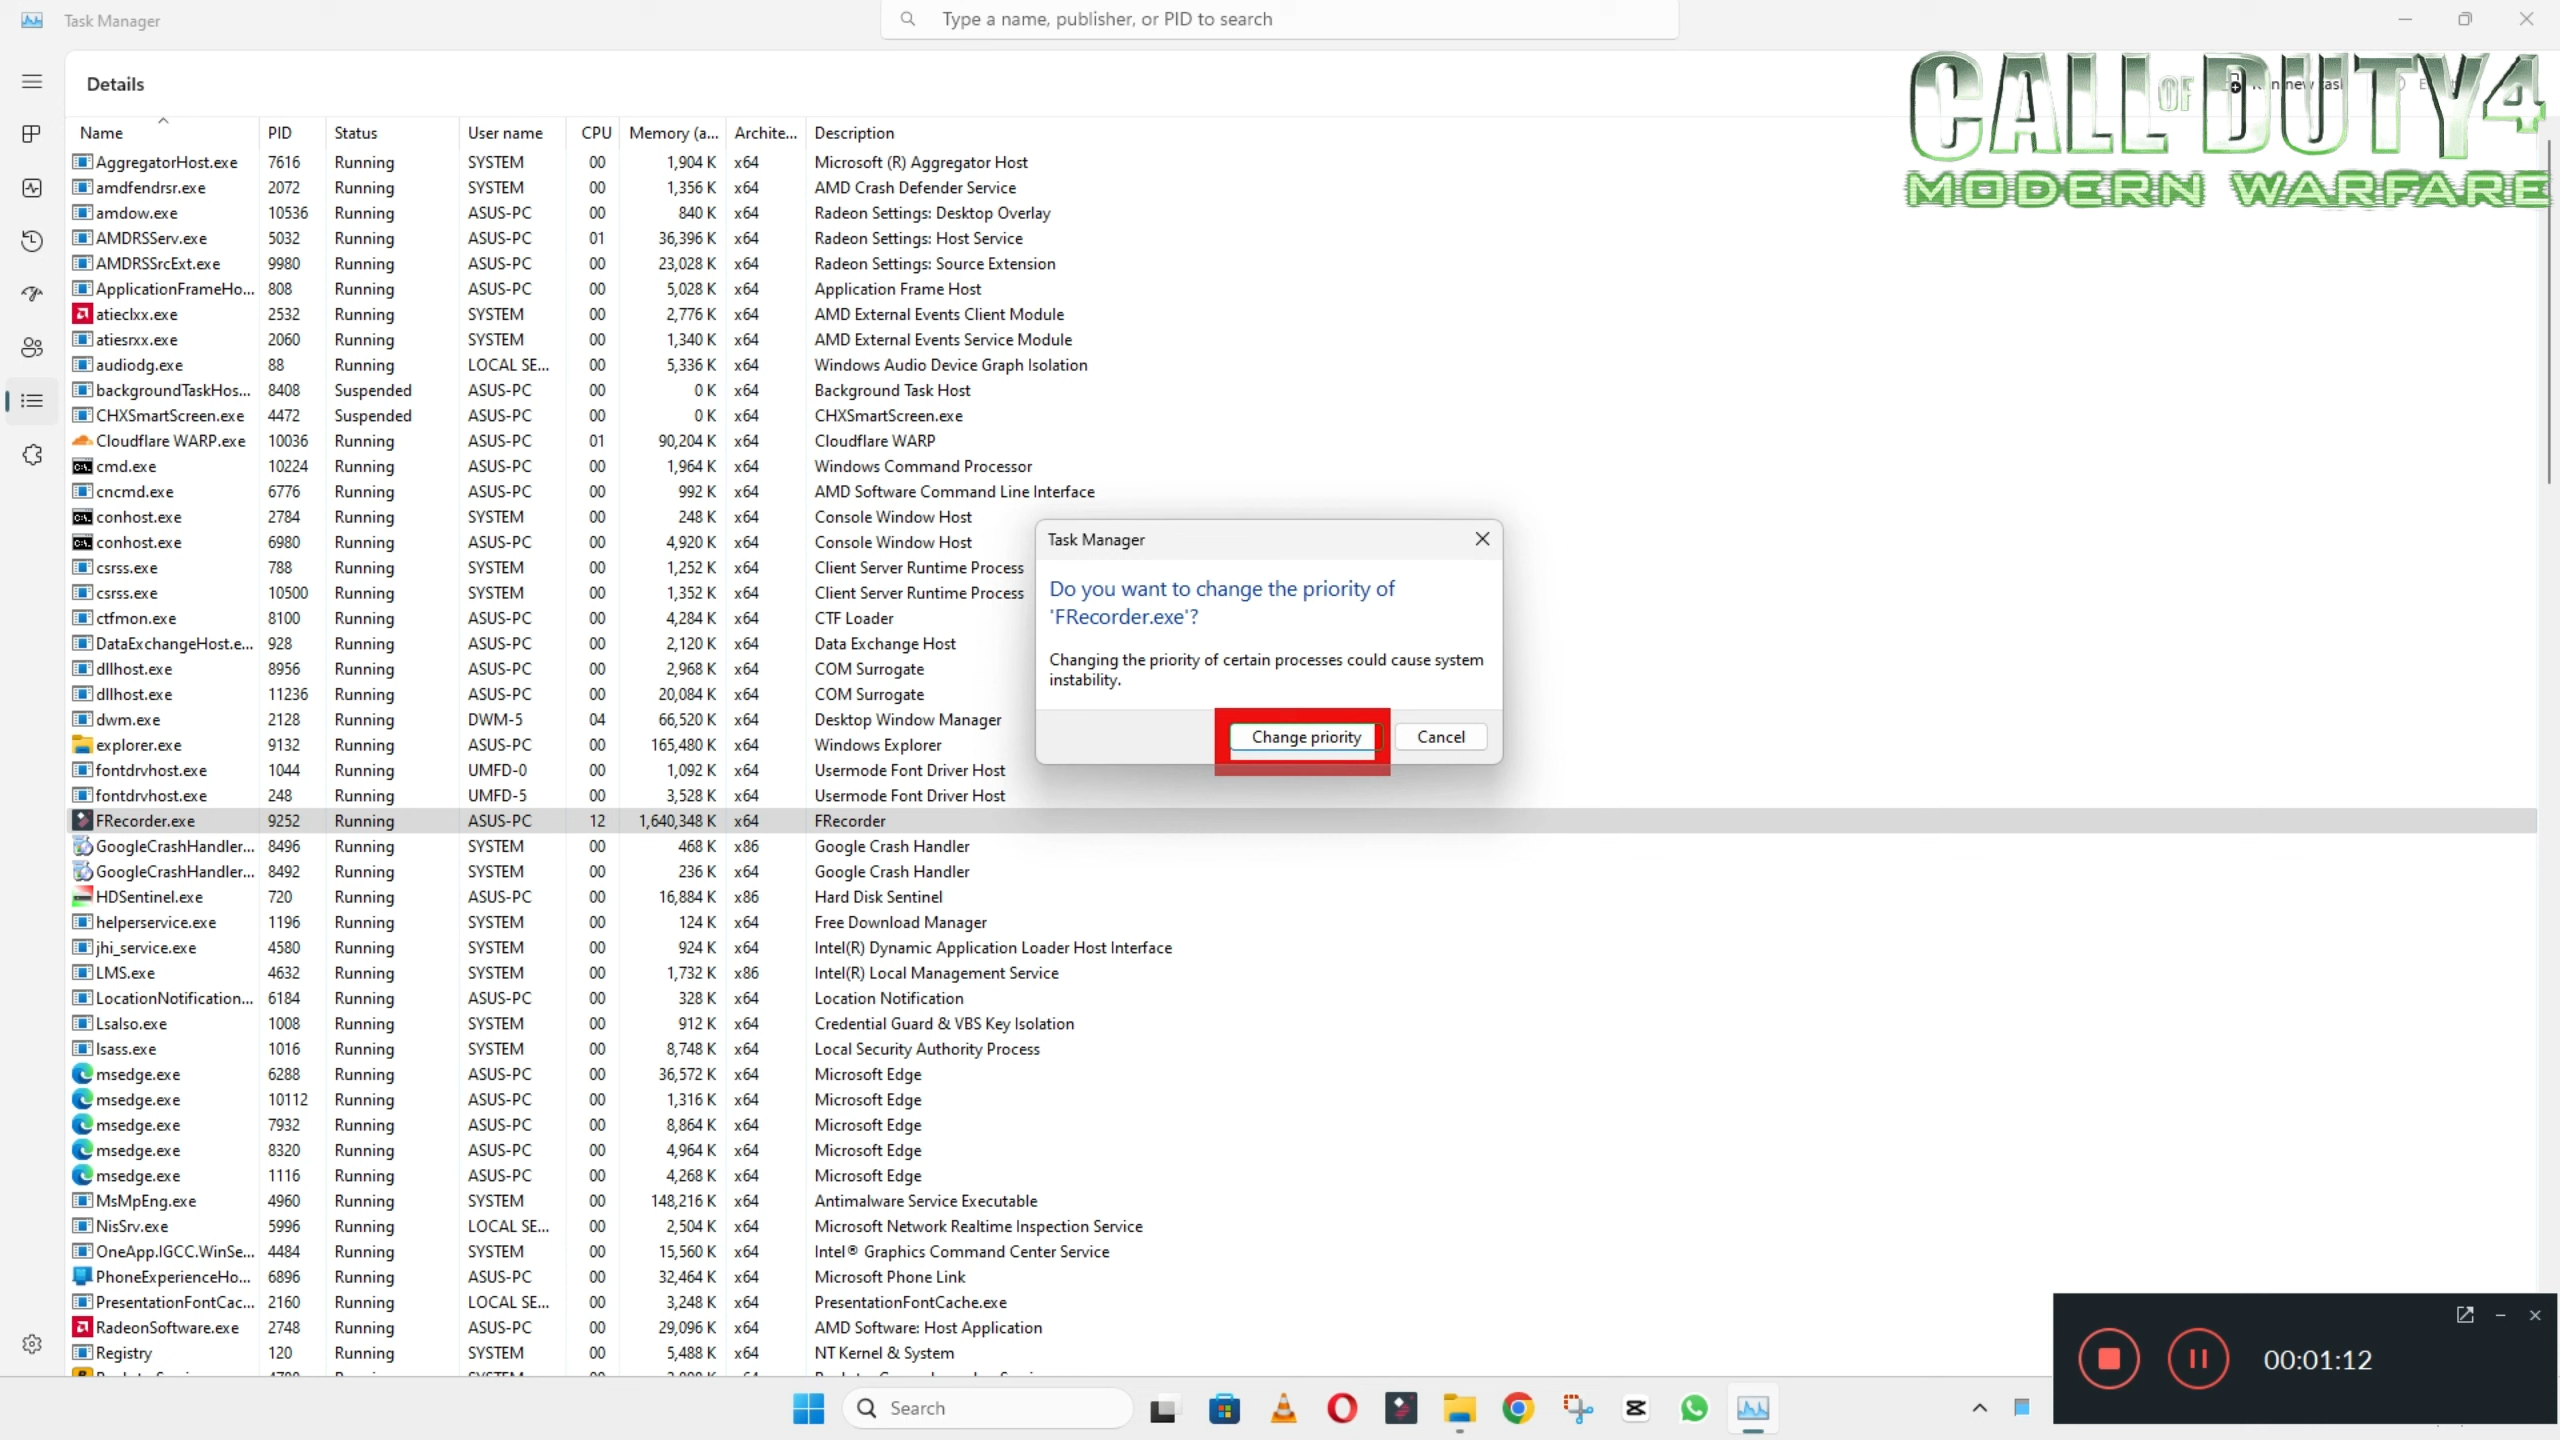 Task Manager
Type a name, publisher, or PID to search
Details
CALL OF DUTY 4
MODERN WARFARE
Name PID Status User name CPU Memory (a... Archite... Description
AggregatorHost.exe 7616 Running SYSTEM 00 1,904 K x64 Microsoft (R) Aggregator Host
amdfendrsr.exe 2072 Running SYSTEM 00 1,356 K x64 AMD Crash Defender Service
amdow.exe 10536 Running ASUS-PC 00 840 K x64 Radeon Settings: Desktop Overlay
AMDRSServ.exe 5032 Running ASUS-PC 01 36,396 K x64 Radeon Settings: Host Service
AMDRSSrcExt.exe 9980 Running ASUS-PC 00 23,028 K x64 Radeon Settings: Source Extension
ApplicationFrameHo... 808 Running ASUS-PC 00 5,028 K x64 Application Frame Host
atieclxx.exe 2532 Running SYSTEM 00 2,776 K x64 AMD External Events Client Module
atiesrxx.exe 2060 Running SYSTEM 00 1,340 K x64 AMD External Events Service Module
audiodg.exe 88 Running LOCAL SE... 00 5,336 K x64 Windows Audio Device Graph Isolation
backgroundTaskHos... 8408 Suspended ASUS-PC 00 0 K x64 Background Task Host
CHXSmartScreen.exe 4472 Suspended ASUS-PC 00 0 K x64 CHXSmartScreen.exe
Cloudflare WARP.exe 10036 Running ASUS-PC 01 90,204 K x64 Cloudflare WARP
cmd.exe 10224 Running ASUS-PC 00 1,964 K x64 Windows Command Processor
cncmd.exe 6776 Running ASUS-PC 00 992 K x64 AMD Software Command Line Interface
conhost.exe 2784 Running SYSTEM 00 248 K x64 Console Window Host
conhost.exe 6980 Running ASUS-PC 00 4,920 K x64 Console Window Host
csrss.exe 788 Running SYSTEM 00 1,252 K x64 Client Server Runtime Process
csrss.exe 10500 Running SYSTEM 00 1,352 K x64 Client Server Runtime Process
ctfmon.exe 8100 Running ASUS-PC 00 4,284 K x64 CTF Loader
DataExchangeHost.e... 928 Running ASUS-PC 00 2,120 K x64 Data Exchange Host
dllhost.exe 8956 Running ASUS-PC 00 2,968 K x64 COM Surrogate
dllhost.exe 11236 Running ASUS-PC 00 20,084 K x64 COM Surrogate
dwm.exe 2128 Running DWM-5 04 66,520 K x64 Desktop Window Manager
explorer.exe 9132 Running ASUS-PC 00 165,480 K x64 Windows Explorer
fontdrvhost.exe 1044 Running UMFD-0 00 1,092 K x64 Usermode Font Driver Host
fontdrvhost.exe 248 Running UMFD-5 00 3,528 K x64 Usermode Font Driver Host
FRecorder.exe 9252 Running ASUS-PC 12 1,640,348 K x64 FRecorder
GoogleCrashHandler... 8496 Running SYSTEM 00 468 K x86 Google Crash Handler
GoogleCrashHandler... 8492 Running SYSTEM 00 236 K x64 Google Crash Handler
HDSentinel.exe 720 Running ASUS-PC 00 16,884 K x86 Hard Disk Sentinel
helperservice.exe 1196 Running SYSTEM 00 124 K x64 Free Download Manager
jhi_service.exe 4580 Running SYSTEM 00 924 K x64 Intel(R) Dynamic Application Loader Host Interface
LMS.exe 4632 Running SYSTEM 00 1,732 K x86 Intel(R) Local Management Service
LocationNotification... 6184 Running ASUS-PC 00 328 K x64 Location Notification
LsaIso.exe 1008 Running SYSTEM 00 912 K x64 Credential Guard & VBS Key Isolation
lsass.exe 1016 Running SYSTEM 00 8,748 K x64 Local Security Authority Process
msedge.exe 6288 Running ASUS-PC 00 36,572 K x64 Microsoft Edge
msedge.exe 10112 Running ASUS-PC 00 1,316 K x64 Microsoft Edge
msedge.exe 7932 Running ASUS-PC 00 8,864 K x64 Microsoft Edge
msedge.exe 8320 Running ASUS-PC 00 4,964 K x64 Microsoft Edge
msedge.exe 1116 Running ASUS-PC 00 4,268 K x64 Microsoft Edge
MsMpEng.exe 4960 Running SYSTEM 00 148,216 K x64 Antimalware Service Executable
NisSrv.exe 5996 Running LOCAL SE... 00 2,504 K x64 Microsoft Network Realtime Inspection Service
OneApp.IGCC.WinSe... 4484 Running SYSTEM 00 15,560 K x64 Intel® Graphics Command Center Service
PhoneExperienceHo... 6896 Running ASUS-PC 00 32,464 K x64 Microsoft Phone Link
PresentationFontCac... 2160 Running LOCAL SE... 00 3,248 K x64 PresentationFontCache.exe
RadeonSoftware.exe 2748 Running ASUS-PC 00 29,096 K x64 AMD Software: Host Application
Registry 120 Running SYSTEM 00 5,488 K x64 NT Kernel & System
Task Manager
Do you want to change the priority of
'FRecorder.exe'?
Changing the priority of certain processes could cause system
instability.
Change priority Cancel
00:01:12
Search